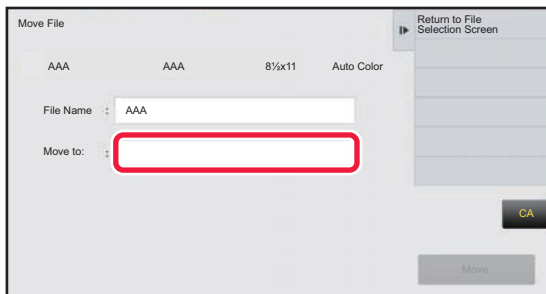 Move File
Return to File
Selection Screen
AAA AAA 8½x11 Auto Color
File Name : AAA
Move to: :
CA
Move